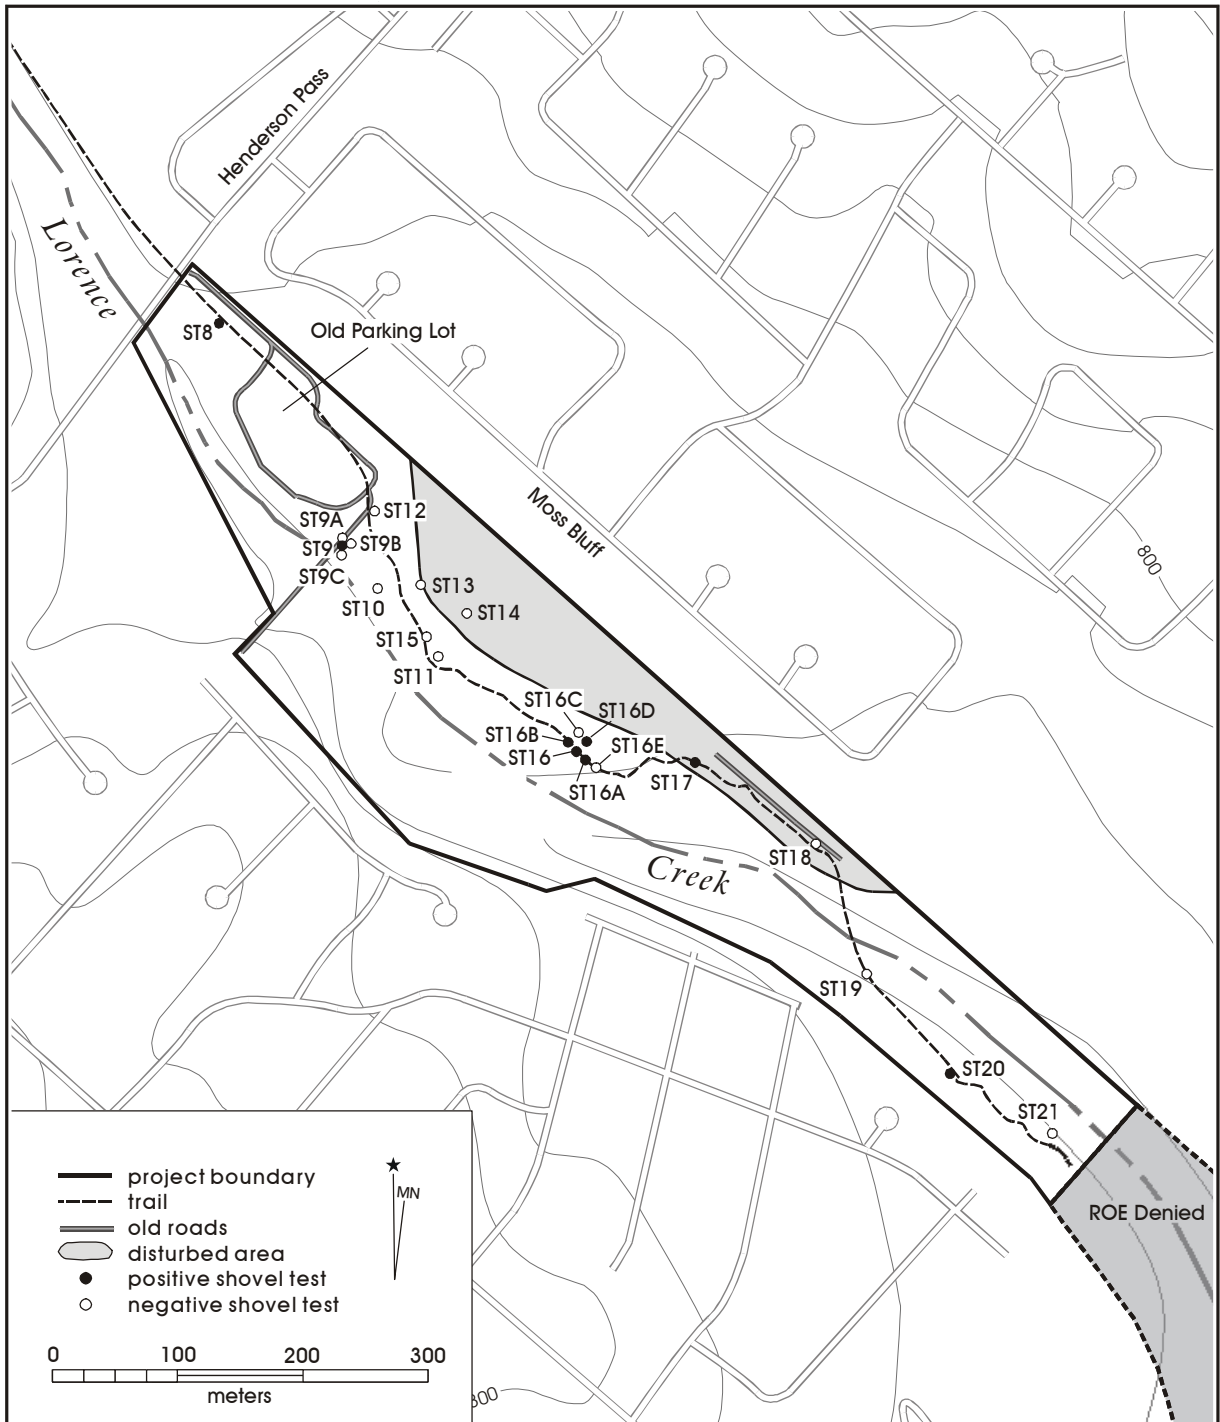 Henderson Pass
Lorence
ST8
Old Parking Lot
ST12
ST9A
ST9
ST9B
ST9C
ST10
ST13
ST14
ST15
ST11
Moss Bluff
800
ST16C
ST16D
ST16B
ST16
ST16E
ST16A
ST17
ST18
Creek
ST19
ST20
ST21
ROE Denied
project boundary
trail
old roads
disturbed area
positive shovel test
negative shovel test
MN
0 100 200 300
meters
800